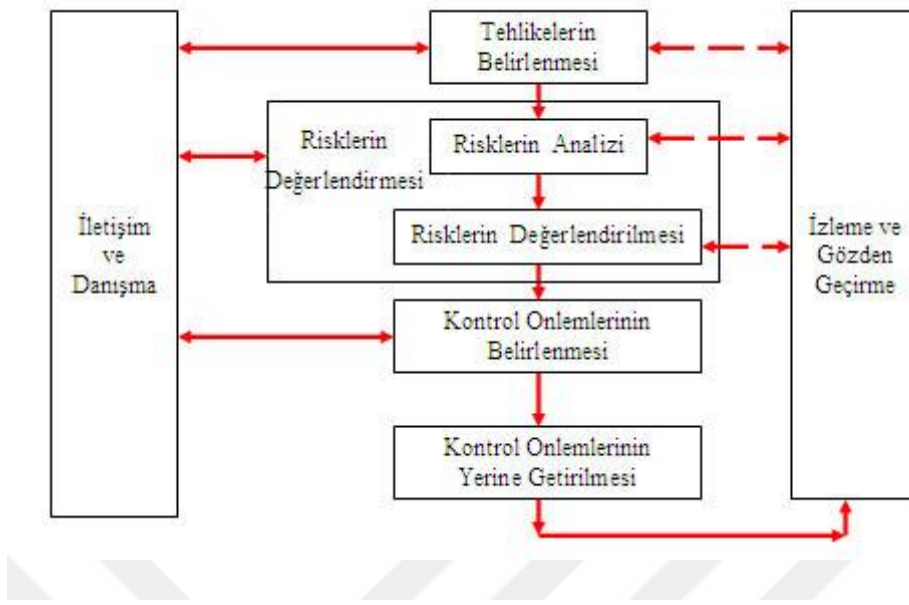 Tehlikelerin
Belirlenmesi
Risklerin
Değerlendirmesi
Risklerin Analizi
Risklerin Değerlendirilmesi
İletişim
ve
Danışma
İzleme ve
Gözden
Geçirme
Kontrol Onlemlerinin
Belirlenmesi
Kontrol Onlemlerinin
Yerine Getirilmesi